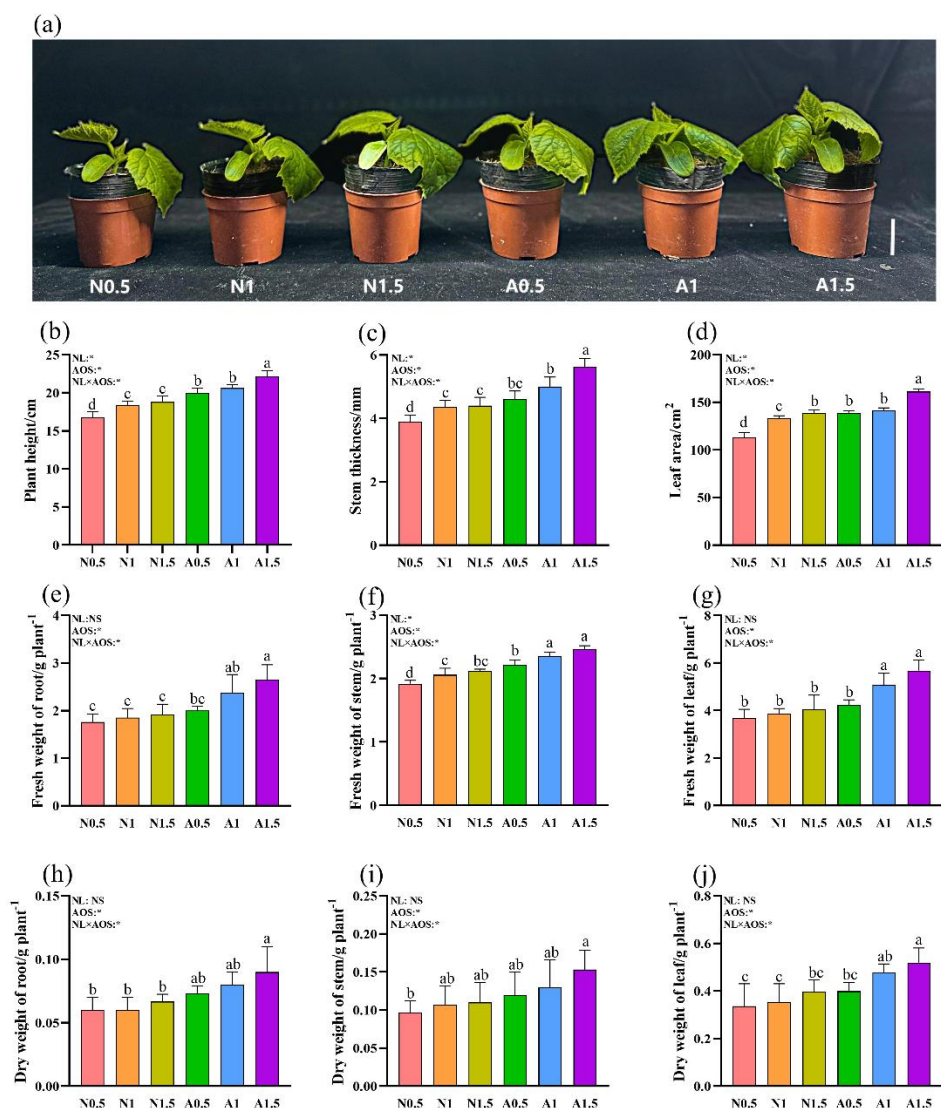 (a)
N0.5 N1 N1.5 A0.5 A1 A1.5
(b)
NL:*
AOS:*
NL×AOS:*
Plant height/cm
25
20
15
10
5
0
d c c b b a
N0.5 N1 N1.5 A0.5 A1 A1.5
(c)
NL:*
AOS:*
NL×AOS:*
Stem thickness/mm
6
4
2
0
d c c bc b a
N0.5 N1 N1.5 A0.5 A1 A1.5
(d)
NL:*
AOS:*
NL×AOS:*
Leaf area/cm²
200
150
100
50
0
d c b b b a
N0.5 N1 N1.5 A0.5 A1 A1.5
(e)
NL:NS
AOS:*
NL×AOS:*
Fresh weight of root/g plant⁻¹
4
3
2
1
0
c c c bc ab a
N0.5 N1 N1.5 A0.5 A1 A1.5
(f)
NL:*
AOS:*
NL×AOS:*
Fresh weight of stem/g plant⁻¹
3
2
1
0
d c bc b a a
N0.5 N1 N1.5 A0.5 A1 A1.5
(g)
NL: NS
AOS:*
NL×AOS:*
Fresh weight of leaf/g plant⁻¹
8
6
4
2
0
b b b b a a
N0.5 N1 N1.5 A0.5 A1 A1.5
(h)
NL: NS
AOS:*
NL×AOS:*
Dry weight of root/g plant⁻¹
0.15
0.10
0.05
0.00
b b b ab ab a
N0.5 N1 N1.5 A0.5 A1 A1.5
(i)
NL: NS
AOS:*
NL×AOS:*
Dry weight of stem/g plant⁻¹
0.25
0.20
0.15
0.10
0.05
0.00
b ab ab ab ab a
N0.5 N1 N1.5 A0.5 A1 A1.5
(j)
NL: NS
AOS:*
NL×AOS:*
Dry weight of leaf/g plant⁻¹
0.8
0.6
0.4
0.2
0.0
c c bc bc ab a
N0.5 N1 N1.5 A0.5 A1 A1.5